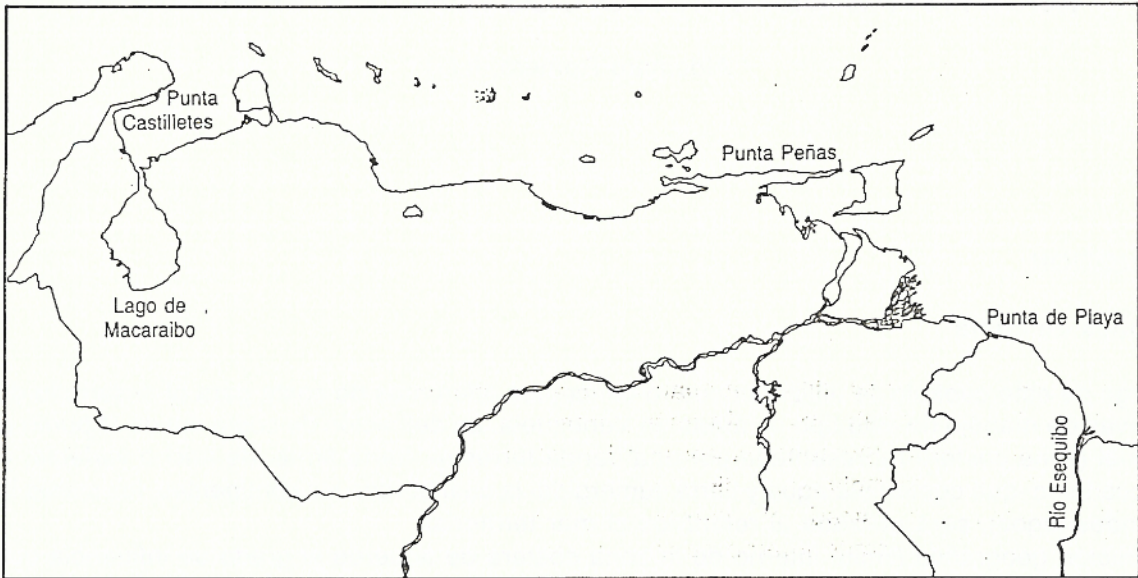 Punta
Castilletes
Punta Peñas
Lago de
Macaraibo
Punta de Playa
Río Esequibo